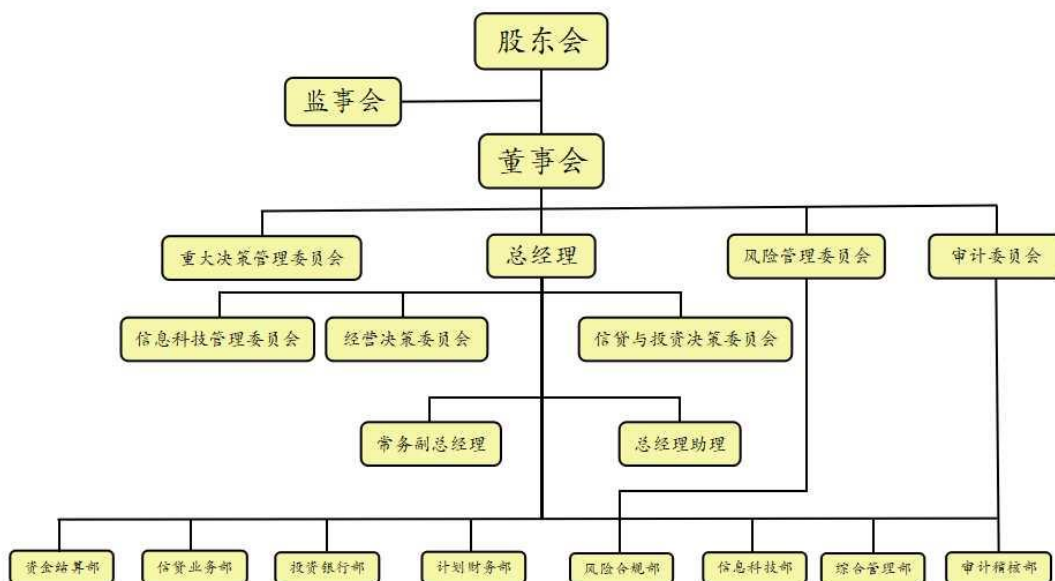 股东会
监事会
董事会
重大决策管理委员会
总经理
风险管理委员会
审计委员会
信息科技管理委员会
经营决策委员会
信贷与投资决策委员会
常务副总经理
总经理助理
资金结算部
信贷业务部
投资银行部
计划财务部
风险合规部
信息科技部
综合管理部
审计稽核部